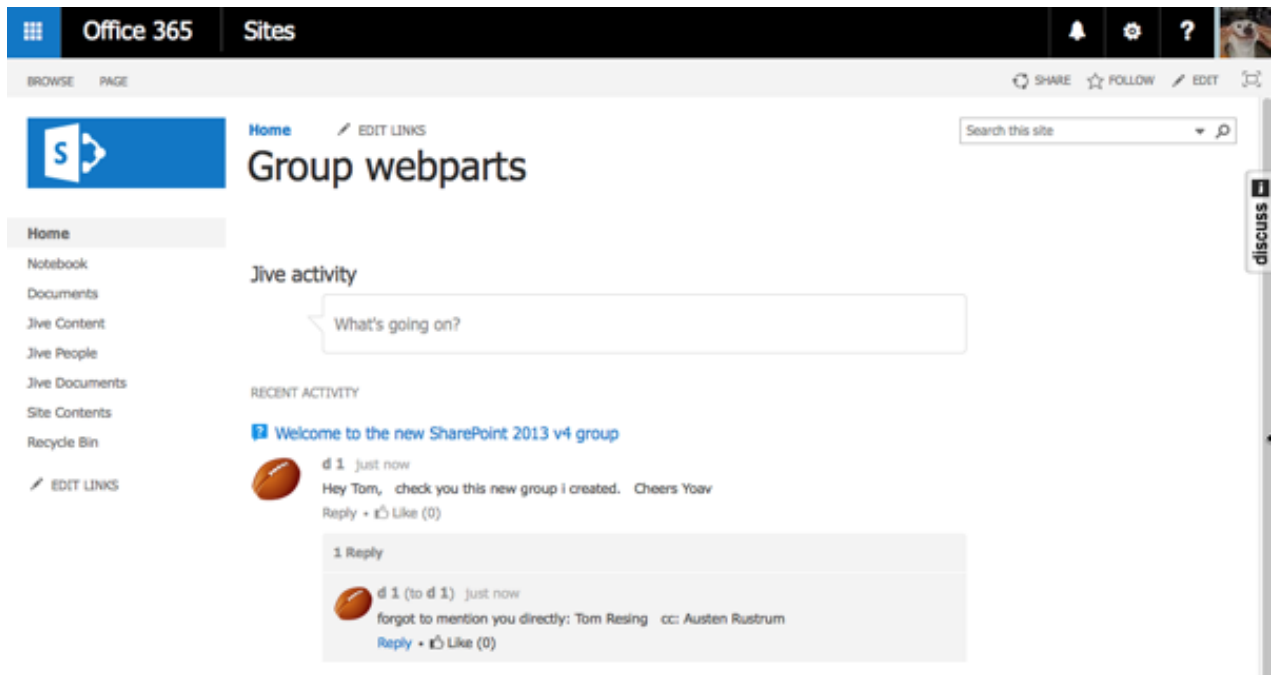 Office 365 Sites ?
BROWSE PAGE SHARE FOLLOW EDIT
S
Home EDIT LINKS
Search this site
Group webparts
discuss
Home
Notebook
Documents
Jive Content
Jive People
Jive Documents
Site Contents
Recycle Bin
EDIT LINKS
Jive activity
What's going on?
RECENT ACTIVITY
? Welcome to the new SharePoint 2013 v4 group
d 1 just now
Hey Tom, check you this new group i created. Cheers Yoav
Reply • Like (0)
1 Reply
d 1 (to d 1) just now
forgot to mention you directly: Tom Resing cc: Austen Rustrum
Reply • Like (0)